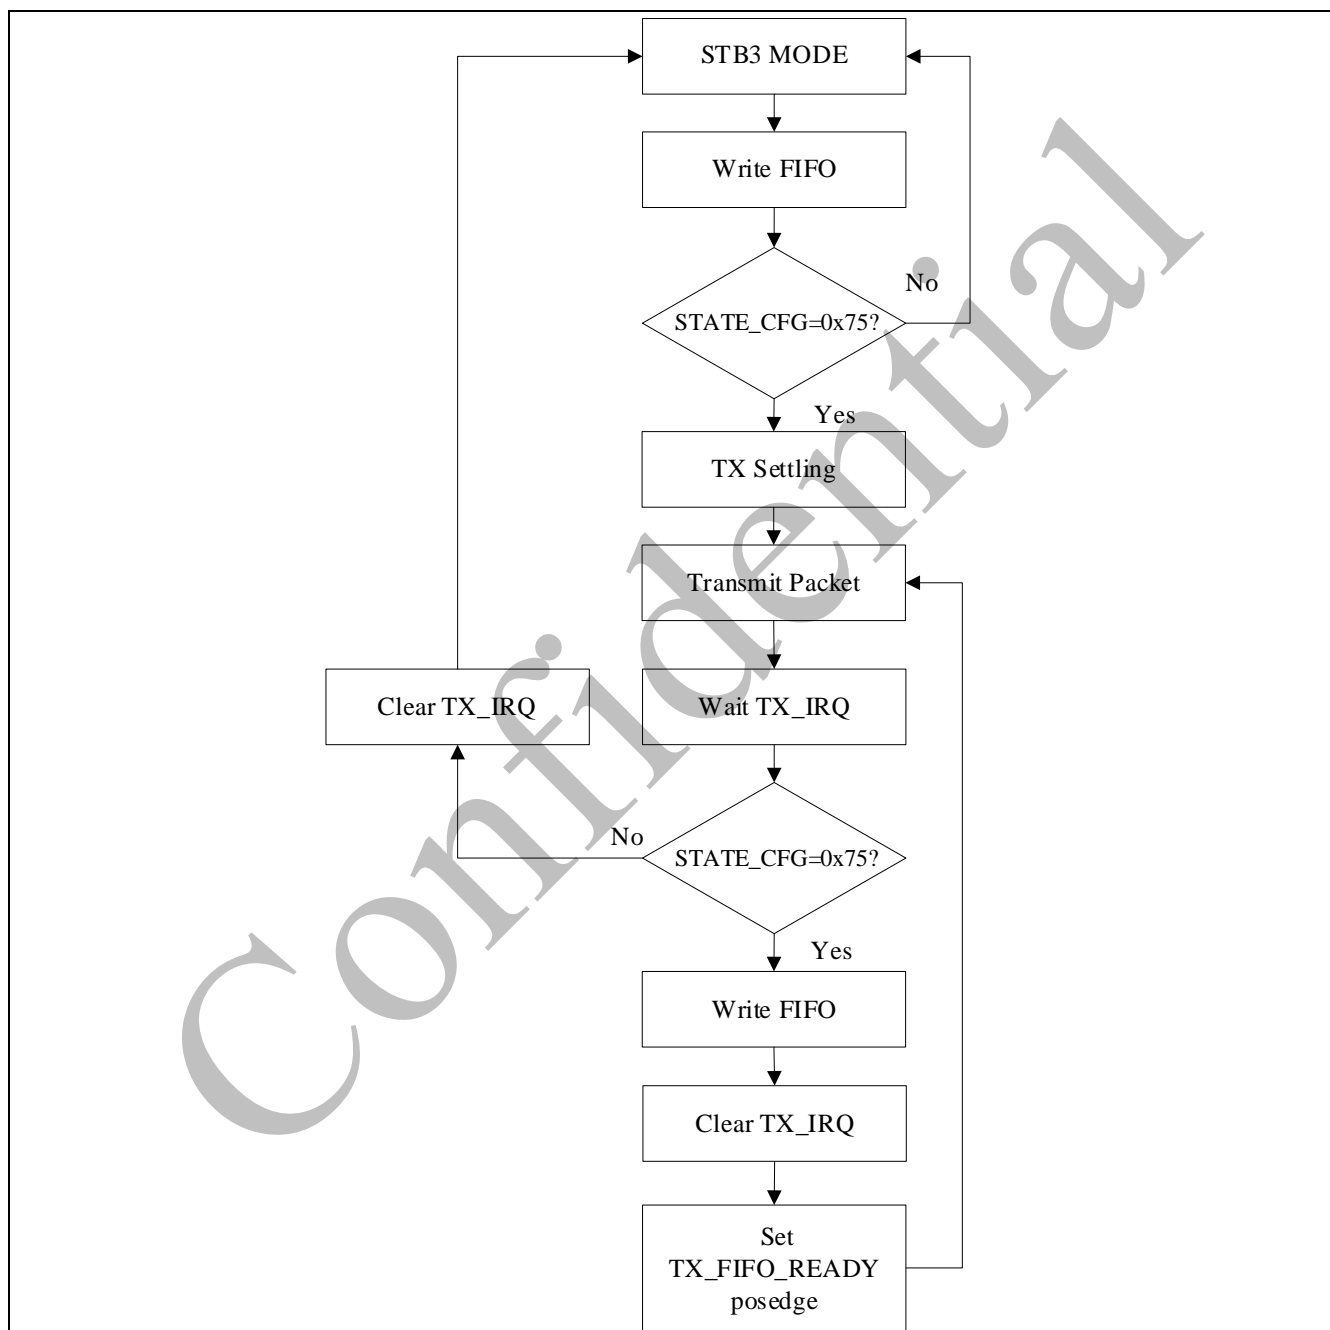 STB3 MODE
Write FIFO
No
STATE_CFG=0x75?
Yes
TX Settling
Transmit Packet
Clear TX_IRQ
Wait TX_IRQ
No
STATE_CFG=0x75?
Yes
Write FIFO
Clear TX_IRQ
Set
TX_FIFO_READY
posedge
Confidential